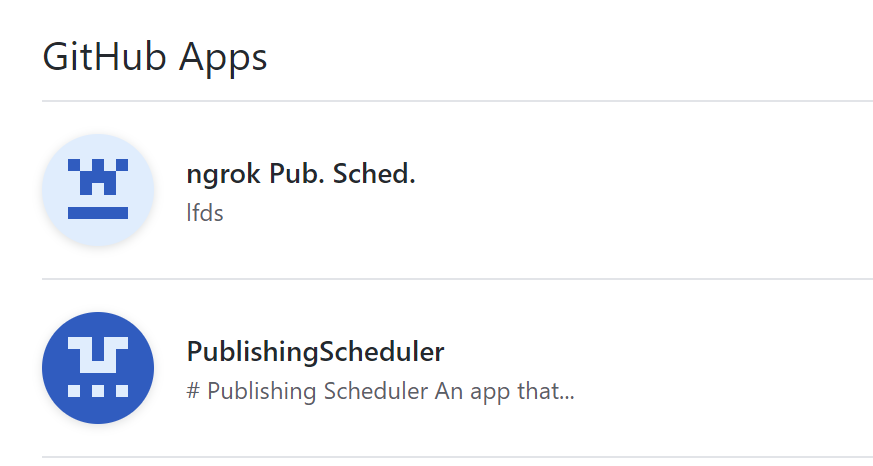 GitHub Apps
ngrok Pub. Sched.
lfds
PublishingScheduler
# Publishing Scheduler An app that...